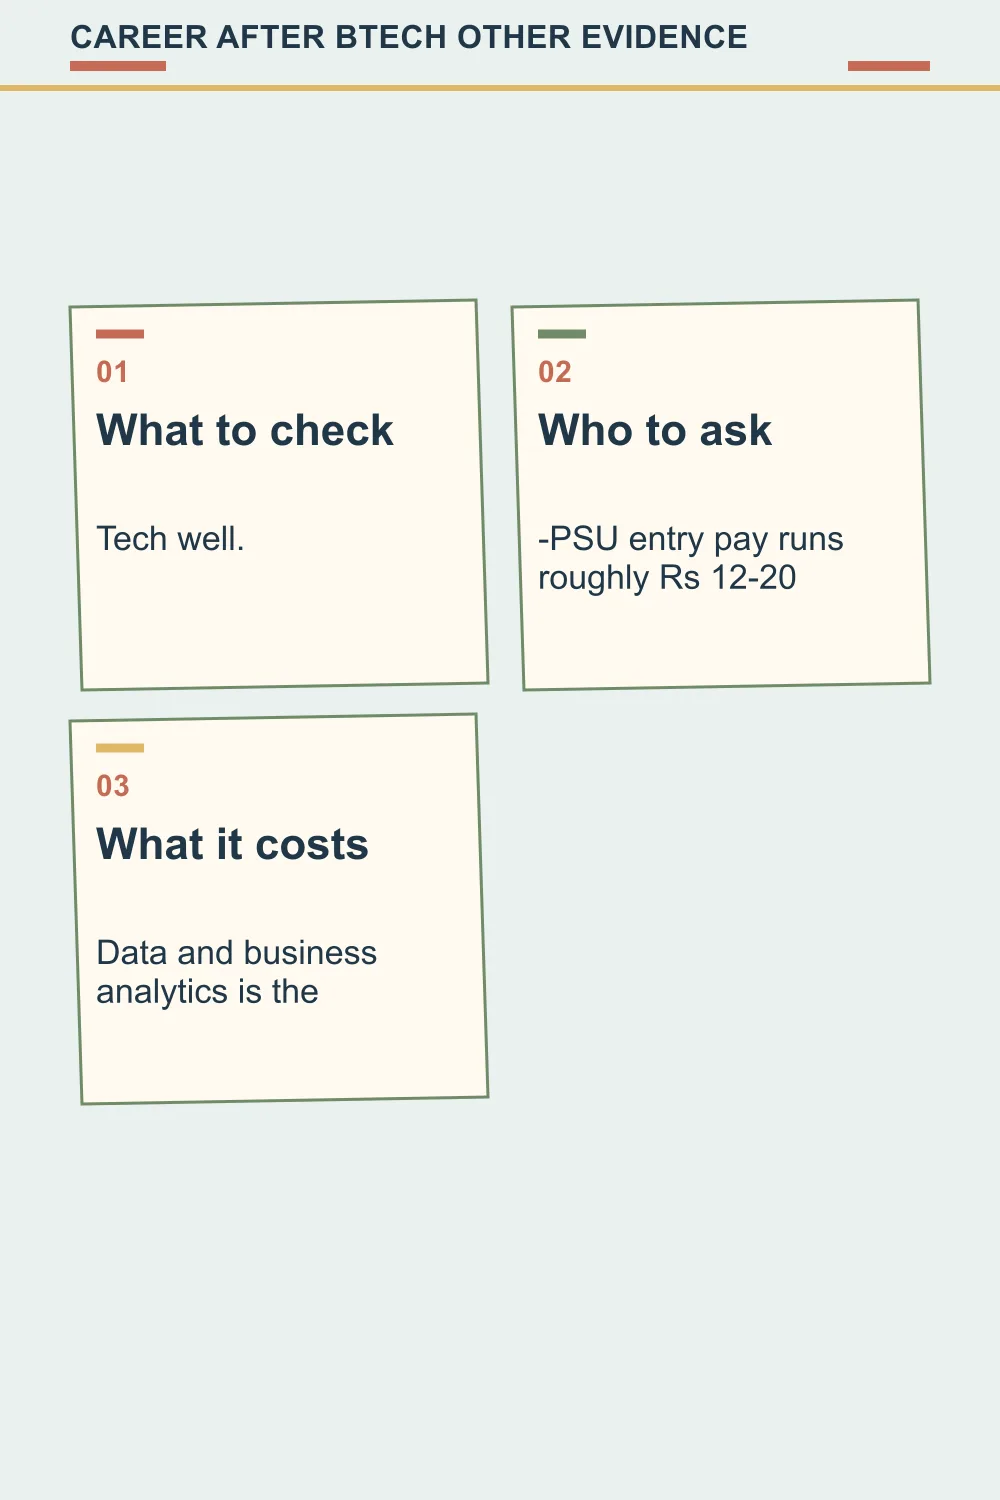 CAREER AFTER BTECH OTHER EVIDENCE
01
What to check
Tech well.
02
Who to ask
-PSU entry pay runs
roughly Rs 12-20
03
What it costs
Data and business
analytics is the